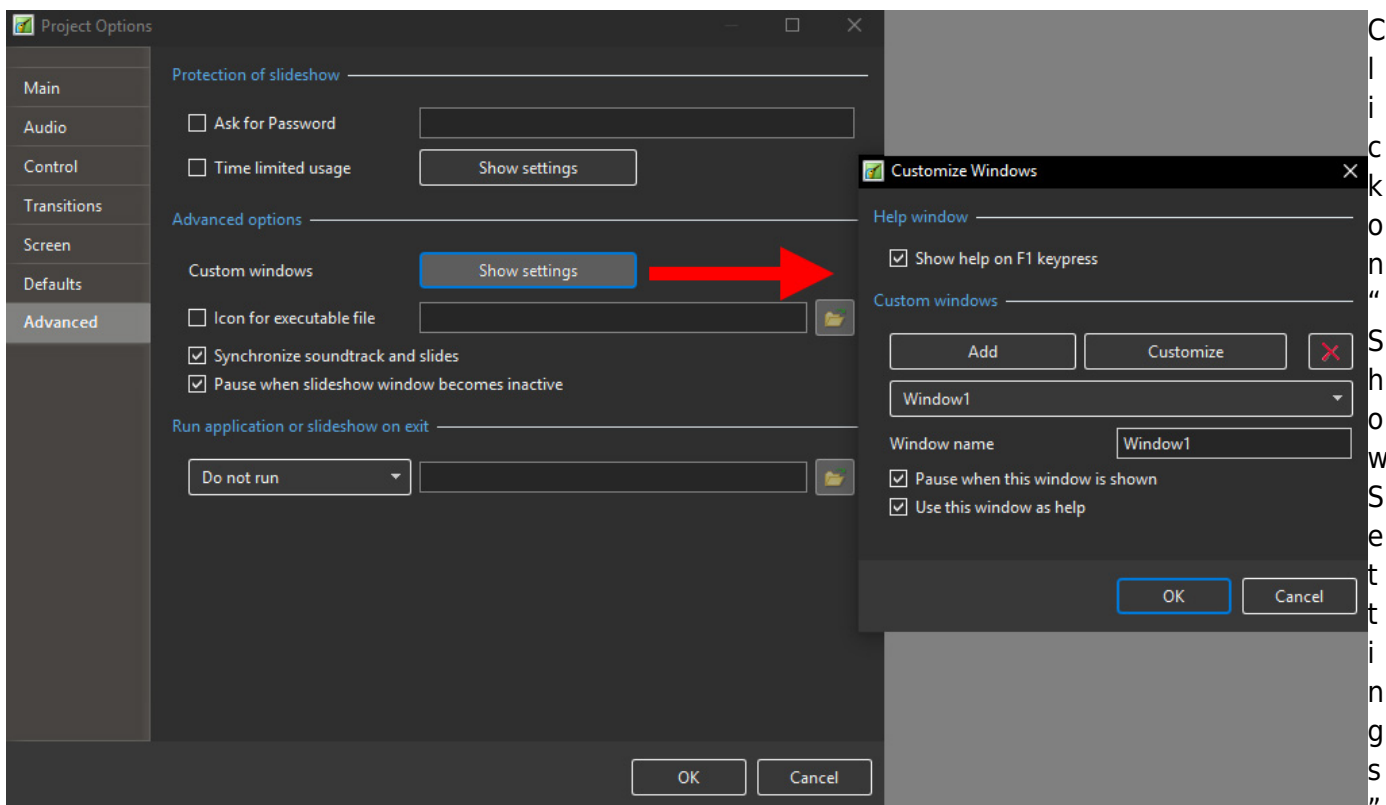 Project Options
Main
Audio
Control
Transitions
Screen
Defaults
Advanced
Protection of slideshow
Ask for Password
Time limited usage
Show settings
Advanced options
Custom windows
Show settings
Icon for executable file
Synchronize soundtrack and slides
Pause when slideshow window becomes inactive
Run application or slideshow on exit
Do not run
OK
Cancel
Customize Windows
Help window
Show help on F1 keypress
Custom windows
Add
Customize
Window1
Window name
Window1
Pause when this window is shown
Use this window as help
OK
Cancel
C
l
i
c
k
o
n
“
S
h
o
w
S
e
t
t
i
n
g
s
”